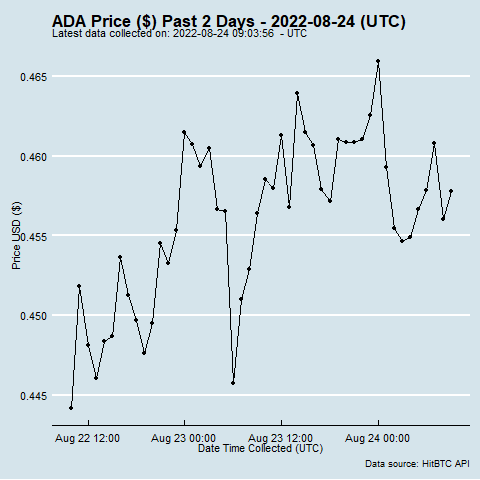 ADA Price ($) Past 2 Days - 2022-08-24 (UTC)
Latest data collected on: 2022-08-24 09:03:56 - UTC
0.465
0.460
0.455
0.450
0.445
Price USD ($)
Aug 22 12:00 Aug 23 00:00 Aug 23 12:00 Aug 24 00:00
Date Time Collected (UTC)
Data source: HitBTC API